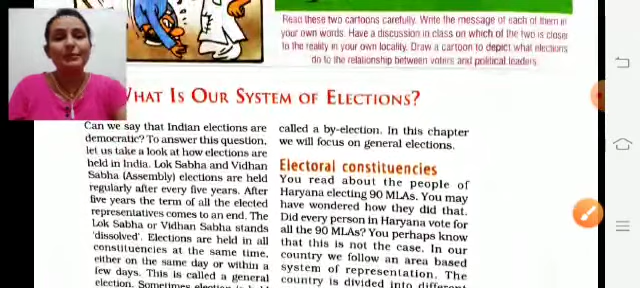 Read these two cartoons carefully. Write the message of each of them in
your own words. Have a discussion in class on which of the two is closer
to the reality in your own locality. Draw a cartoon to depict what elections
do to the relationship between voters and political leaders.
HAT IS OUR SYSTEM OF ELECTIONS?
Can we say that Indian elections are
democratic? To answer this question,
let us take a look at how elections are
held in India. Lok Sabha and Vidhan
Sabha (Assembly) elections are held
regularly after every five years. After
five years the term of all the elected
representatives comes to an end. The
Lok Sabha or Vidhan Sabha stands
'dissolved'. Elections are held in all
constituencies at the same time,
either on the same day or within a
few days. This is called a general
election. Sometimes election is
called a by-election. In this chapter
we will focus on general elections.
Electoral constituencies
You read about the people of
Haryana electing 90 MLAs. You may
have wondered how they did that.
Did every person in Haryana vote for
all the 90 MLAs? You perhaps know
that this is not the case. In our
country we follow an area based
system of representation. The
country is divided into different